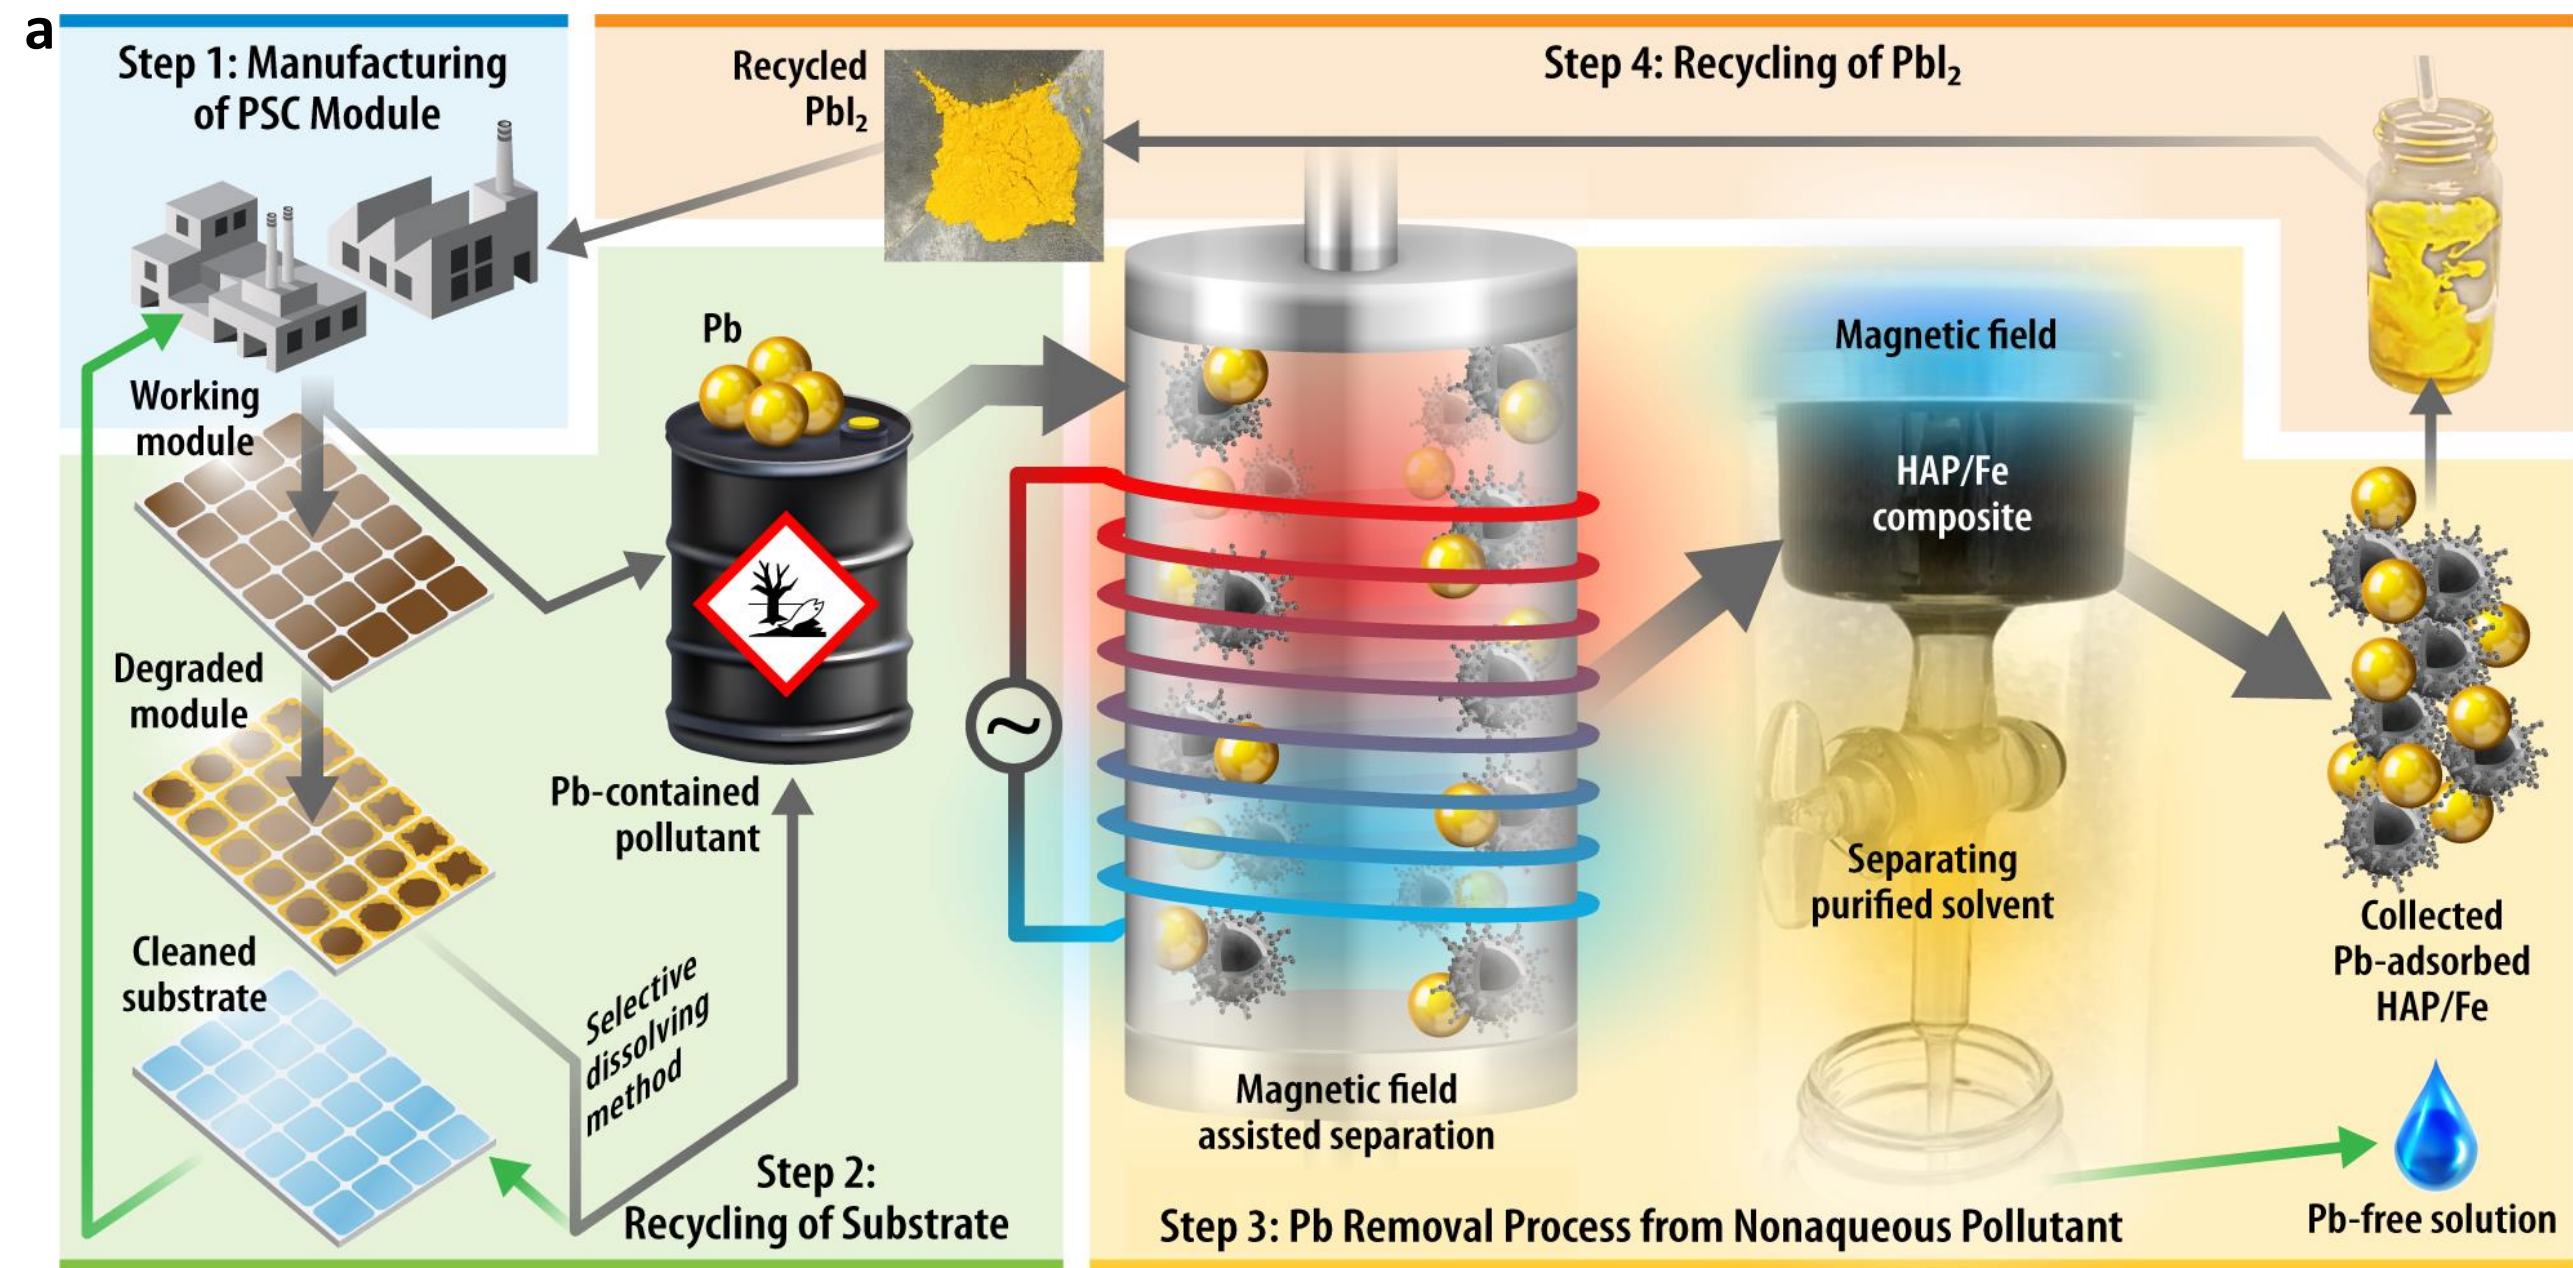 a
Step 1: Manufacturing
of PSC Module
Recycled
PbI₂
Step 4: Recycling of PbI₂
Working
module
Degraded
module
Cleaned
substrate
Pb
Pb-contained
pollutant
Selective
dissolving
method
Step 2:
Recycling of Substrate
~
Magnetic field
assisted separation
Magnetic field
HAP/Fe
composite
Separating
purified solvent
Step 3: Pb Removal Process from Nonaqueous Pollutant
Collected
Pb-adsorbed
HAP/Fe
Pb-free solution